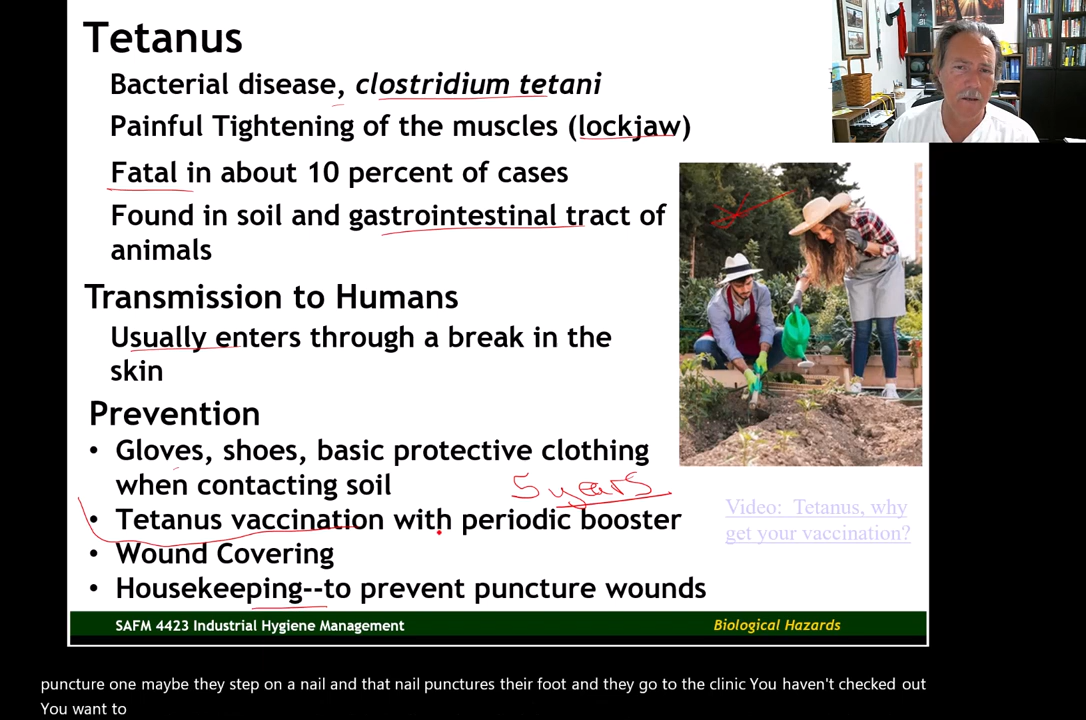 Tetanus
Bacterial disease, clostridium tetani
Painful Tightening of the muscles (lockjaw)
Fatal in about 10 percent of cases
Found in soil and gastrointestinal tract of
animals
Transmission to Humans
Usually enters through a break in the
skin
Prevention
• Gloves, shoes, basic protective clothing
when contacting soil
5 years
• Tetanus vaccination with periodic booster
• Wound Covering
• Housekeeping--to prevent puncture wounds
Video: Tetanus, why
get your vaccination?
SAFM 4423 Industrial Hygiene Management
Biological Hazards
puncture one maybe they step on a nail and that nail punctures their foot and they go to the clinic You haven't checked out
You want to